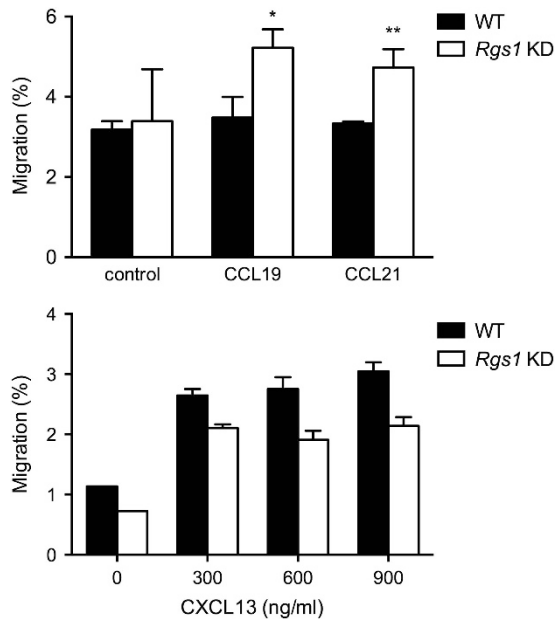 6
4
2
0
Migration (%)
*
**
WT
Rgs1 KD
control
CCL19
CCL21
4
3
2
1
0
Migration (%)
WT
Rgs1 KD
0
300
600
900
CXCL13 (ng/ml)